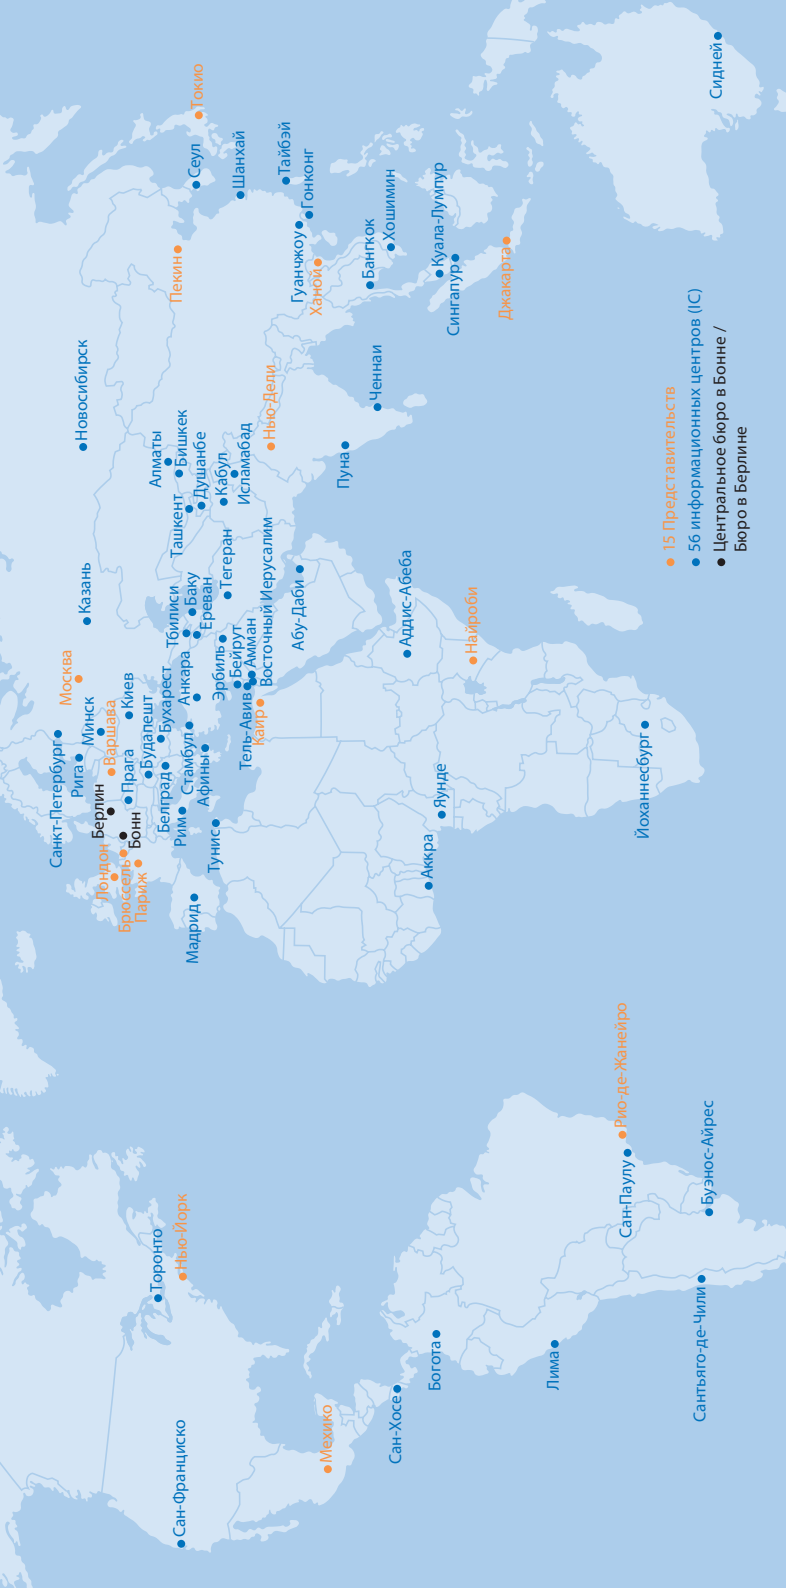 Сан-Франциско
Торонто
Нью-Йорк
Мехико
Сан-Хосе
Богота
Лима
Сантьяго-де-Чили
Буэнос-Айрес
Сан-Паулу
Рио-де-Жанейро
Санкт-Петербург
Рига
Минск
Москва
Казань
Новосибирск
Лондон
Брюссель
Париж
Берлин
Бонн
Варшава
Прага
Киев
Будапешт
Бухарест
Белград
Рим
Стамбул
Афины
Анкара
Мадрид
Тунис
Тбилиси
Баку
Ереван
Тегеран
Эрбиль
Бейрут
Амман
Восточный Иерусалим
Тель-Авив
Каир
Абу-Даби
Алматы
Бишкек
Ташкент
Душанбе
Кабул
Исламабад
Нью-Дели
Пуна
Ченнаи
Пекин
Сеул
Токио
Шанхай
Тайбэй
Гонконг
Гуанчжоу
Ханой
Бангкок
Хошимин
Куала-Лумпур
Сингапур
Джакарта
Сидней
Аккра
Яунде
Аддис-Абеба
Найроби
Йоханнесбург
15 Представительств
56 информационных центров (IC)
Центральное бюро в Бонне /
Бюро в Берлине